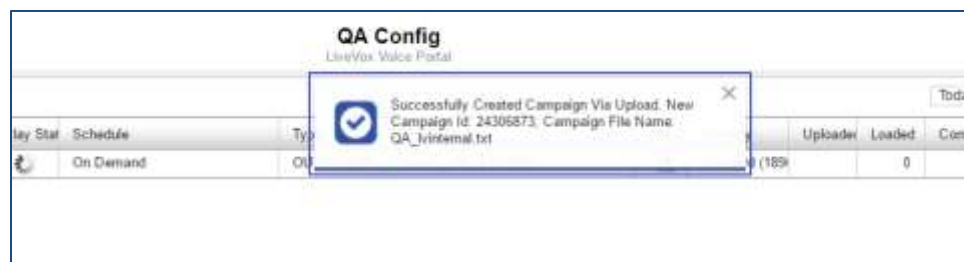 QA Config
LiveVox Voice Portal
Successfully Created Campaign Via Upload. New
Campaign Id: 24306873, Campaign File Name:
QA_lvinternal.txt
Toda
lay Stat Schedule Ty Uploader Loaded Com
On Demand OU (189 0